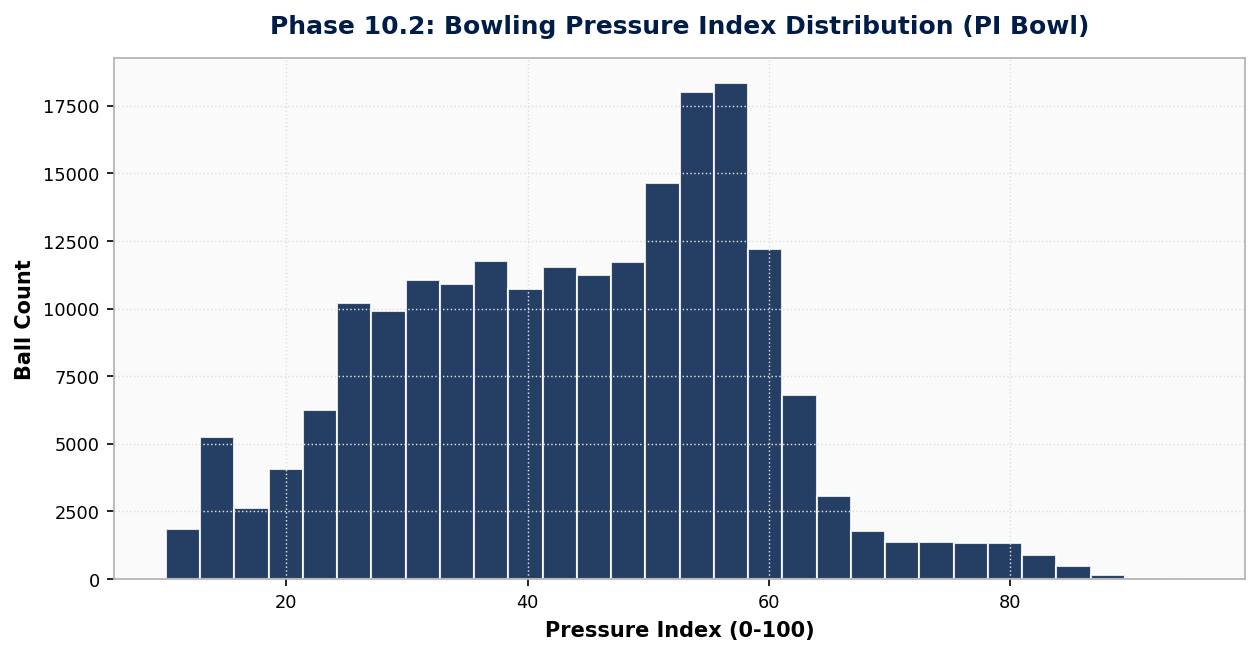 Phase 10.2: Bowling Pressure Index Distribution (PI Bowl)
17500
15000
12500
10000
7500
5000
2500
0
Ball Count
20 40 60 80
Pressure Index (0-100)